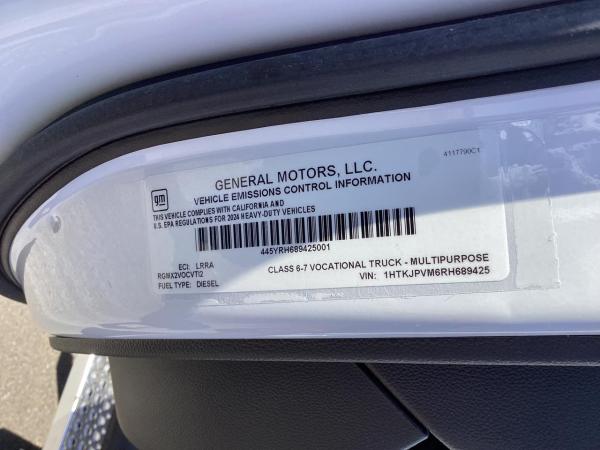 gm
GENERAL MOTORS, LLC.
4117790C1
VEHICLE EMISSIONS CONTROL INFORMATION
THIS VEHICLE COMPLIES WITH CALIFORNIA AND
U.S. EPA REGULATIONS FOR 2024 HEAVY-DUTY VEHICLES
445YRH689425001
ECI: LRRA
CLASS 6-7 VOCATIONAL TRUCK - MULTIPURPOSE
RGMX2VOCVTI2
VIN: 1HTKJPVM6RH689425
FUEL TYPE: DIESEL